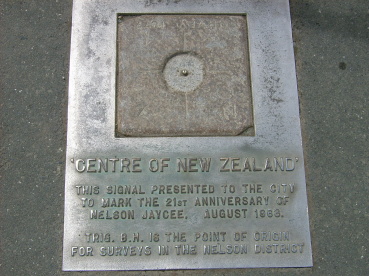 "CENTRE OF NEW ZEALAND"
THIS SIGNAL PRESENTED TO THE CITY
TO MARK THE 21ST ANNIVERSARY OF
NELSON JAYCEE, AUGUST 1968.
TRIG. B.N. IS THE POINT OF ORIGIN
FOR SURVEYS IN THE NELSON DISTRICT